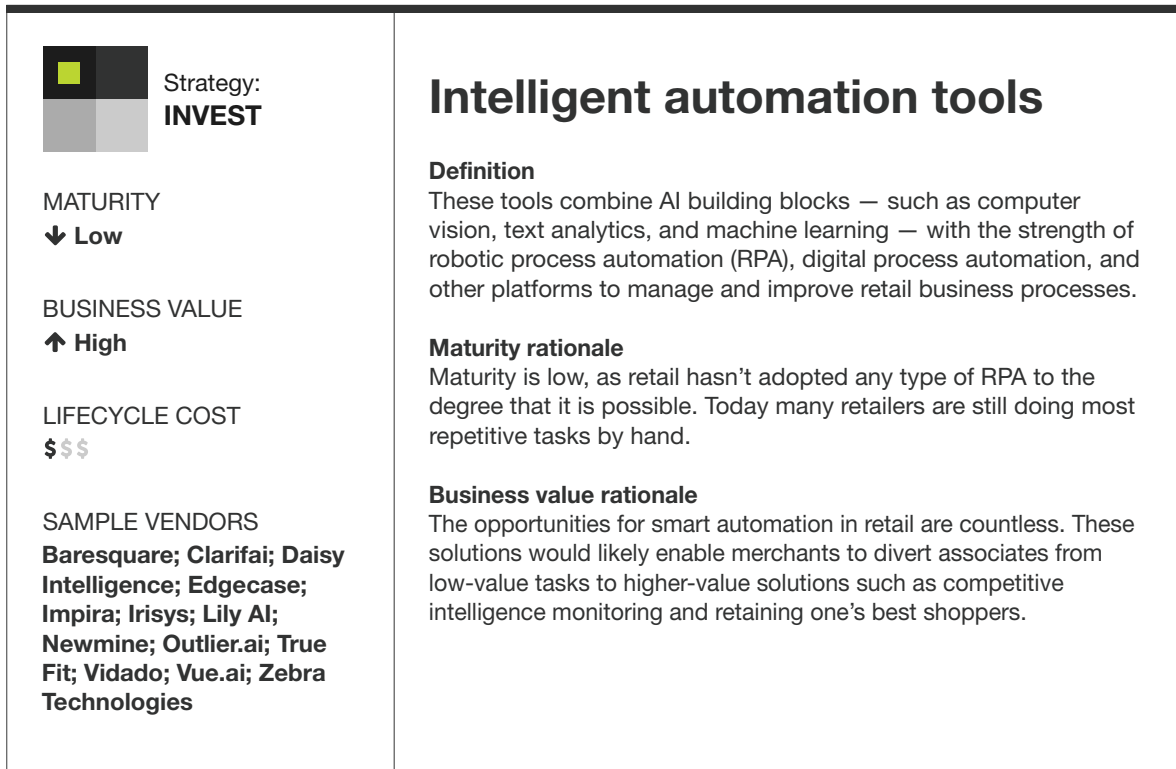 Strategy:
INVEST
MATURITY
↓ Low
BUSINESS VALUE
↑ High
LIFECYCLE COST
$$$
SAMPLE VENDORS
Baresquare; Clarifai; Daisy
Intelligence; Edgecase;
Impira; Irisys; Lily AI;
Newmine; Outlier.ai; True
Fit; Vidado; Vue.ai; Zebra
Technologies
Intelligent automation tools
Definition
These tools combine AI building blocks — such as computer
vision, text analytics, and machine learning — with the strength of
robotic process automation (RPA), digital process automation, and
other platforms to manage and improve retail business processes.
Maturity rationale
Maturity is low, as retail hasn’t adopted any type of RPA to the
degree that it is possible. Today many retailers are still doing most
repetitive tasks by hand.
Business value rationale
The opportunities for smart automation in retail are countless. These
solutions would likely enable merchants to divert associates from
low-value tasks to higher-value solutions such as competitive
intelligence monitoring and retaining one’s best shoppers.